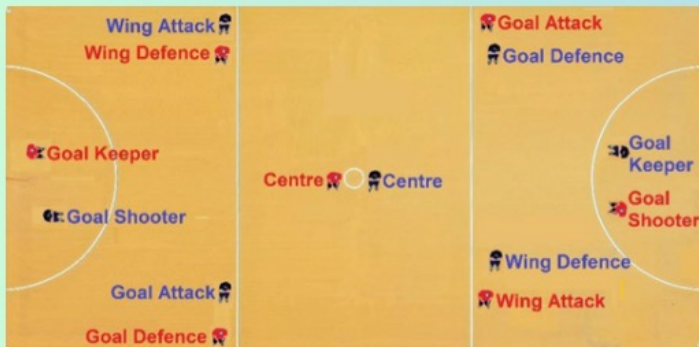 Wing Attack
Wing Defence
Goal Keeper
Goal Shooter
Goal Attack
Goal Defence
Centre
Centre
Goal Attack
Goal Defence
Goal
Keeper
Goal
Shooter
Wing Defence
Wing Attack